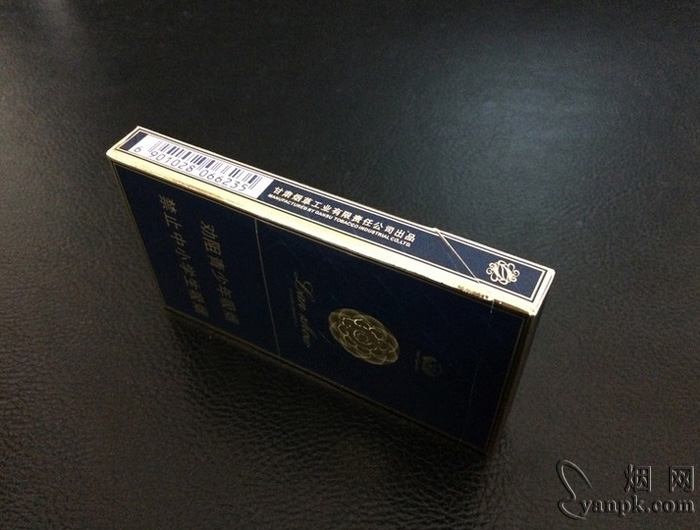 6 901028 066235
甘肃烟草工业有限责任公司出品
MANUFACTURED BY GANSU TOBACCO INDUSTRIAL CO.,LTD
劝阻青少年吸烟
禁止中小学生吸烟
烟网
yanpk.com